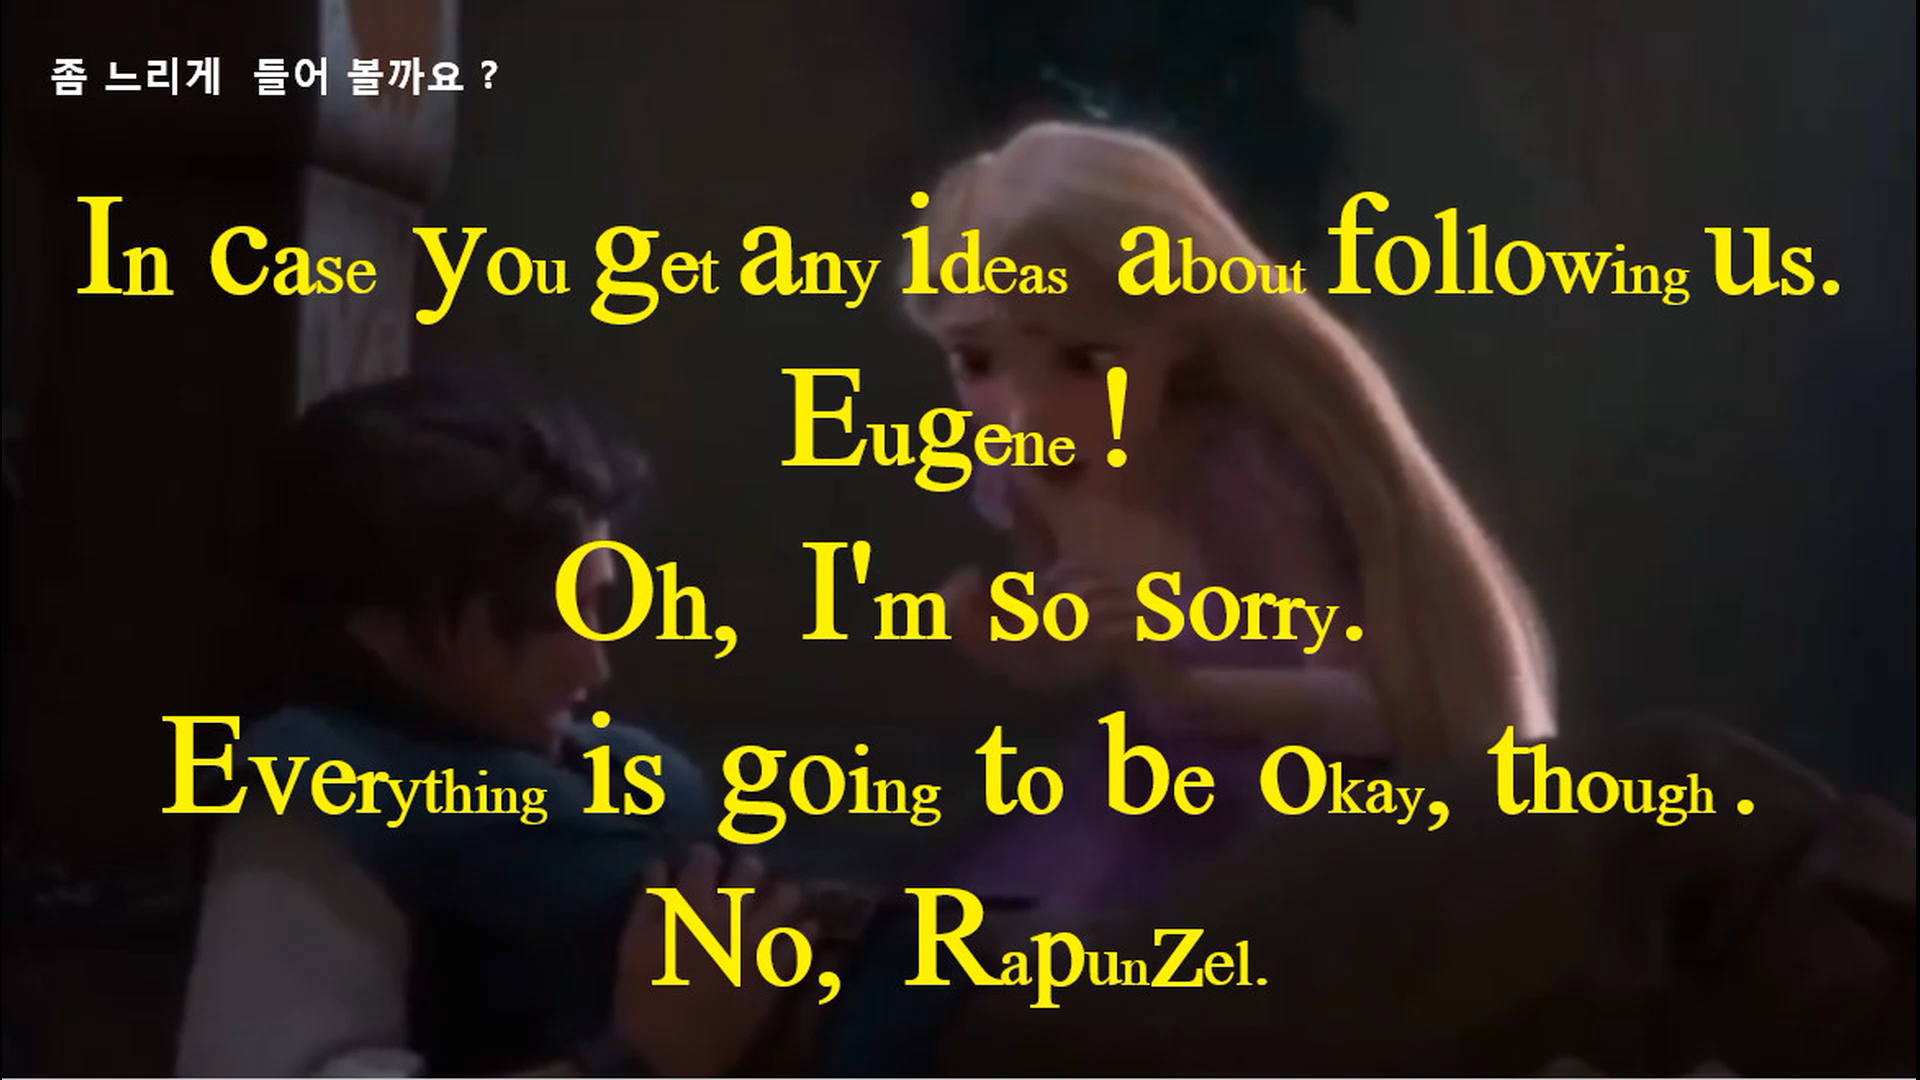 좀 느리게 들어 볼까요 ?
In case you get any ideas about following us.
Eugene !
Oh, I'm so sorry.
Everything is going to be okay, though .
No, Rapunzel.